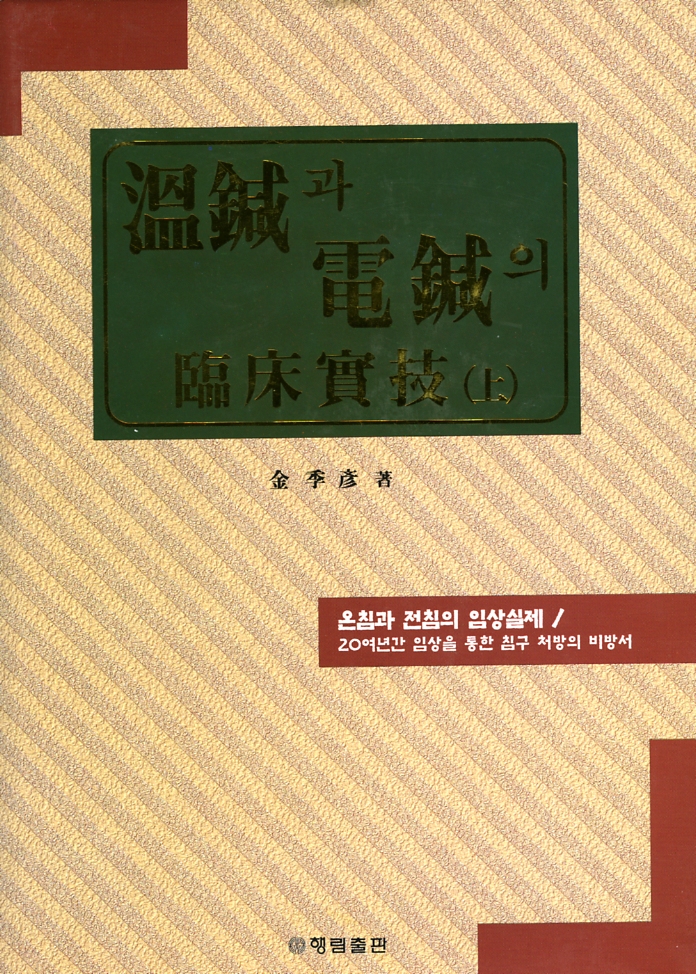 溫鍼과
電鍼의
臨床實技(上)
金季彦 著
온침과 전침의 임상실제 /
20여년간 임상을 통한 침구 처방의 비방서
행림출판